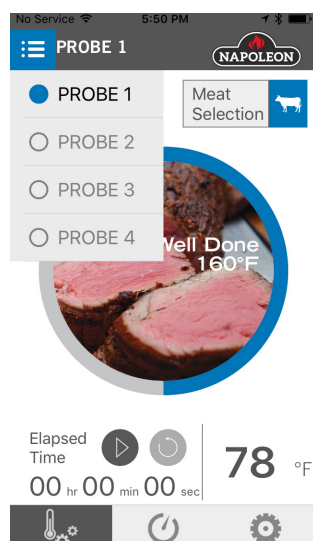 No Service 5:50 PM
PROBE 1
NAPOLEON
PROBE 1
PROBE 2
PROBE 3
PROBE 4
Meat
Selection
Well Done
160°F
Elapsed
Time
00 hr 00 min 00 sec
78 °F